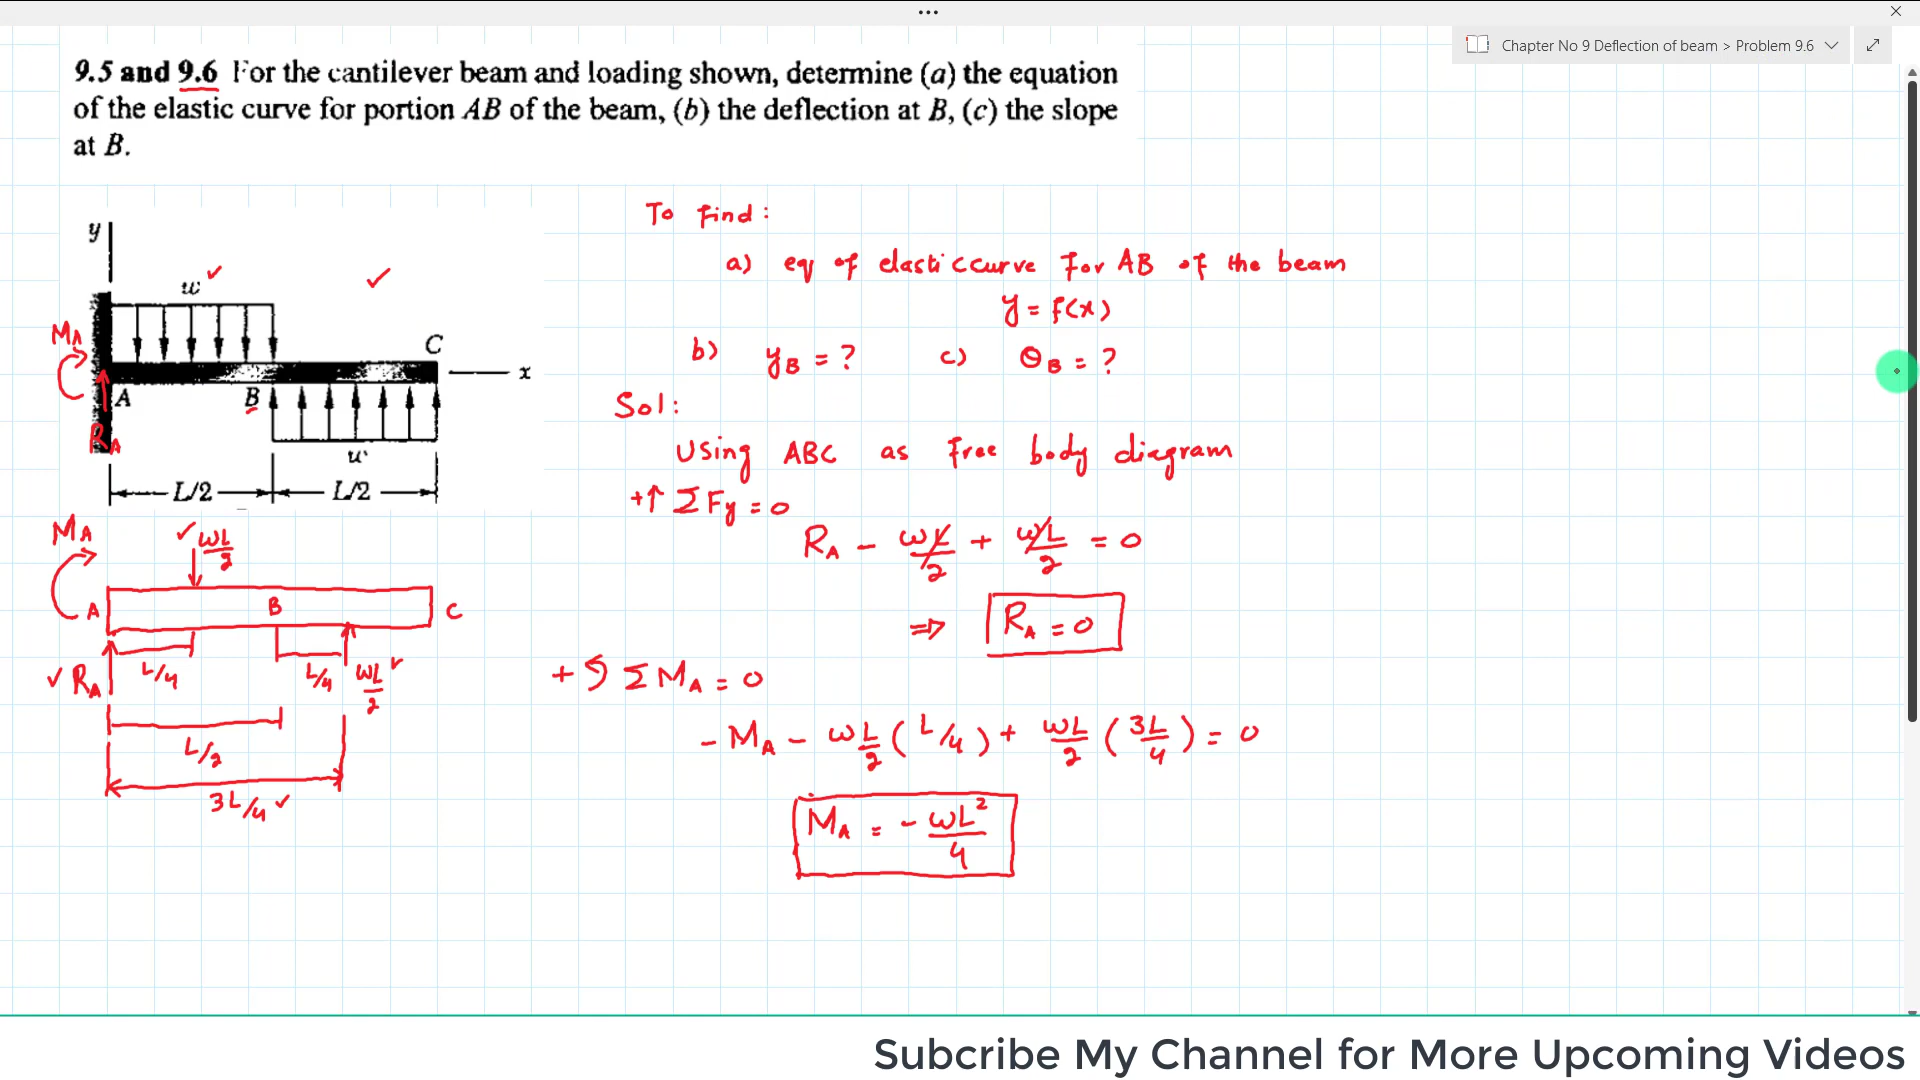 ...
Chapter No 9 Deflection of beam > Problem 9.6
9.5 and 9.6 For the cantilever beam and loading shown, determine (a) the equation
of the elastic curve for portion AB of the beam, (b) the deflection at B, (c) the slope
at B.
y
w
MA
C
x
A
B
RA
w
L/2
L/2
MA
wL/2
A
B
C
RA
L/4
L/4
wL/2
L/2
3L/4
To find :
a) eq of elastic curve for AB of the beam
y = f(x)
b) yB = ? c) θB = ?
Sol :
Using ABC as free body diagram
+↑ ΣFy = 0
RA - wL/2 + wL/2 = 0
⇒ RA = 0
+ ↺ ΣMA = 0
- MA - wL/2 (L/4) + wL/2 (3L/4) = 0
MA = - wL²/4
Subcribe My Channel for More Upcoming Videos